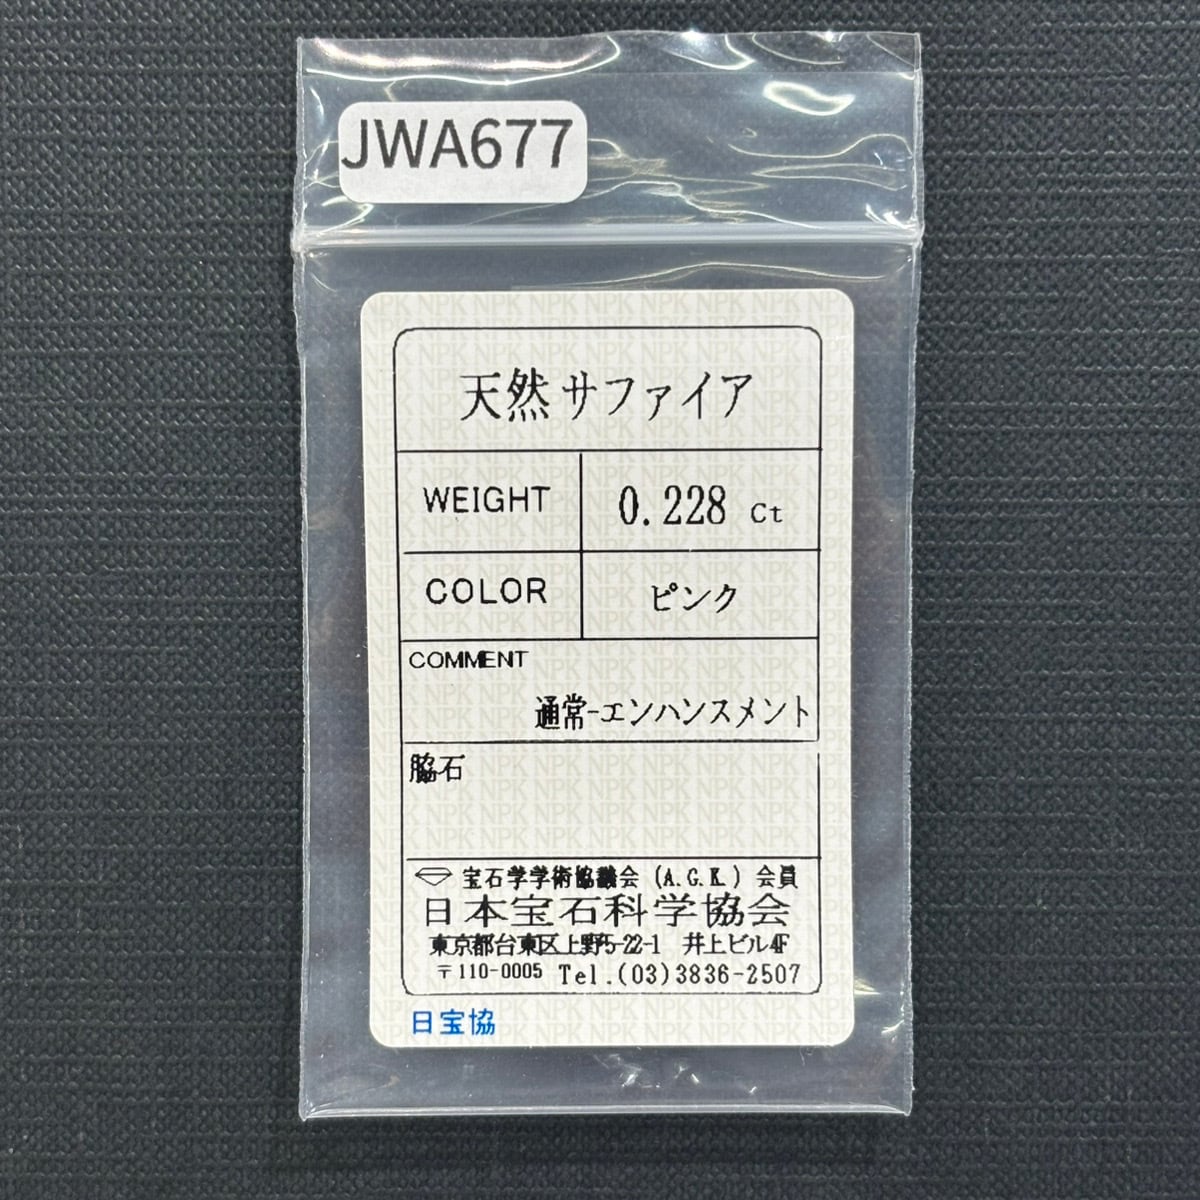 JWA677
天然サファイア
WEIGHT 0.228 Ct
COLOR ピンク
COMMENT
通常-エンハンスメント
脇石
宝石学学術協議会 (A.G.K.) 会員
日本宝石科学協会
東京都台東区上野5-22-1 井上ビル4F
〒110-0005 Tel.(03)3836-2507
日宝協